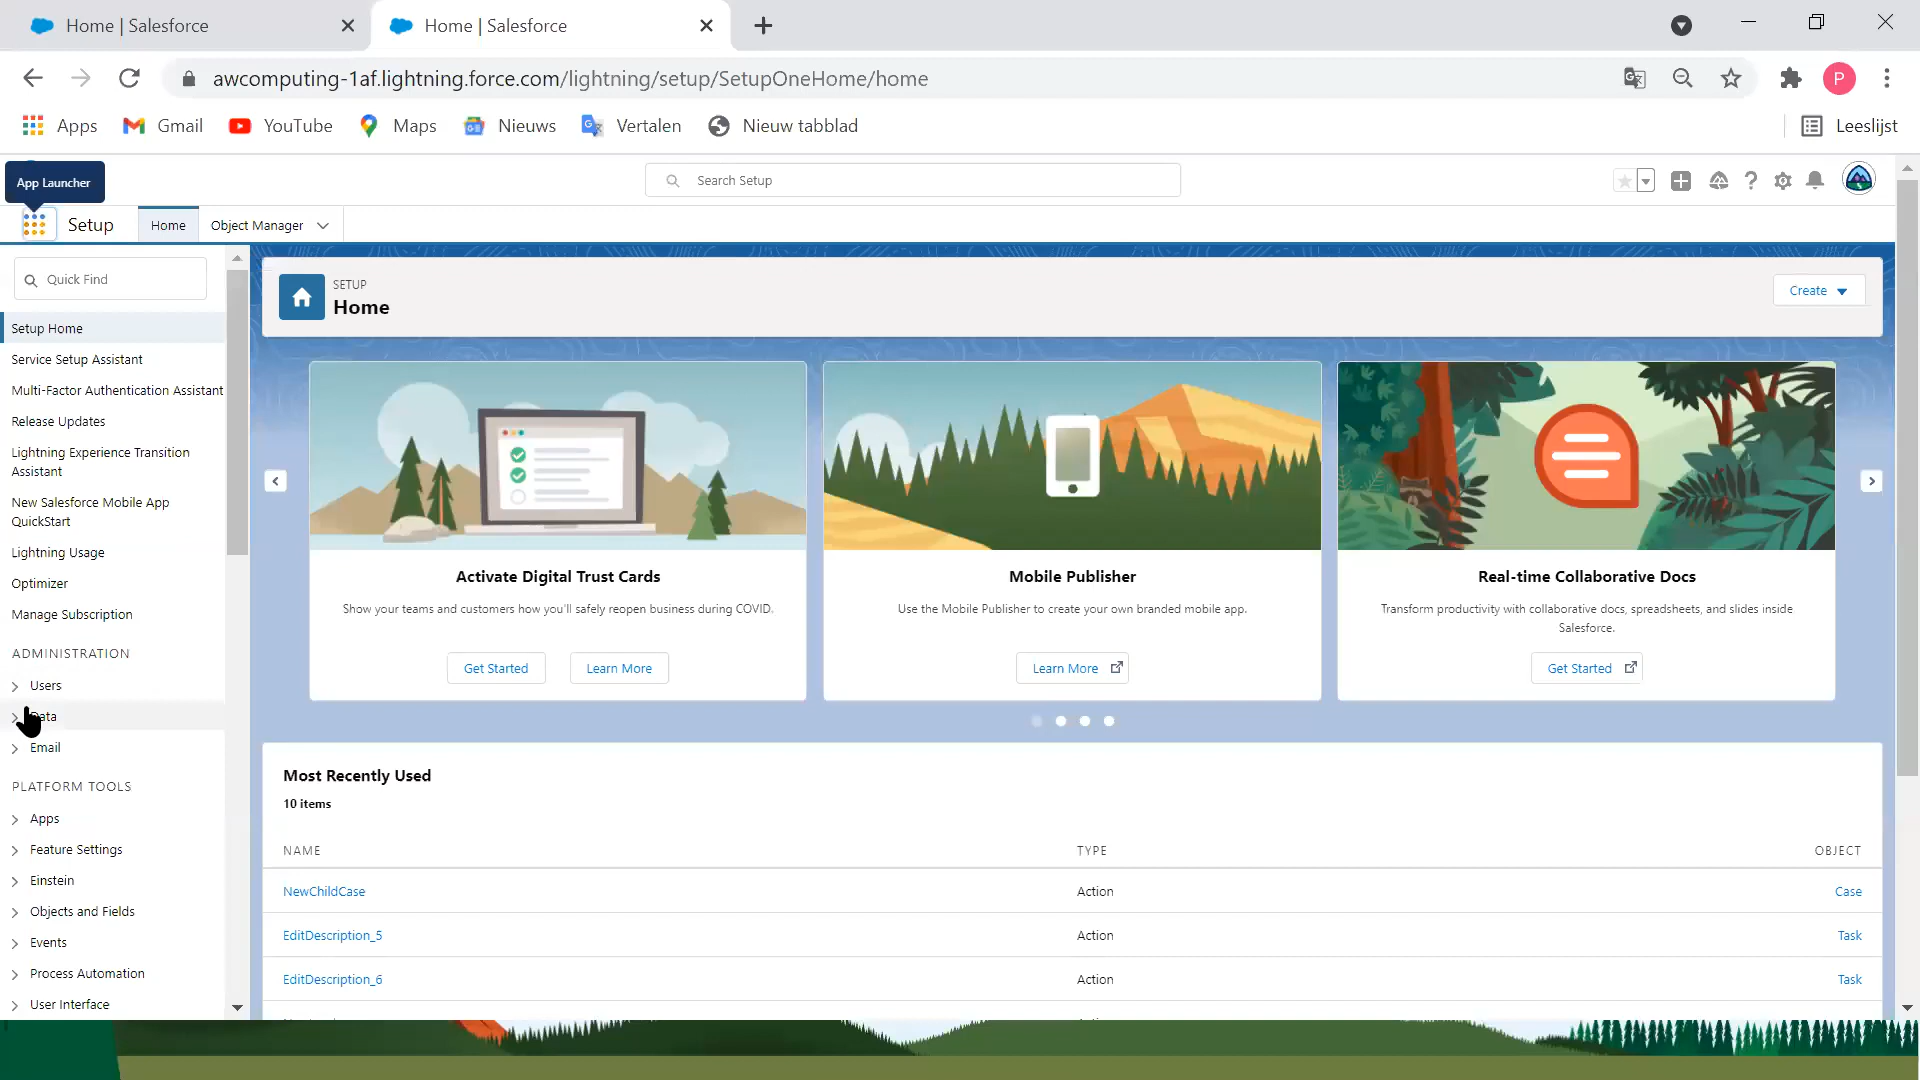 Home | Salesforce
Home | Salesforce
awcomputing-1af.lightning.force.com/lightning/setup/SetupOneHome/home
P
Apps
Gmail
YouTube
Maps
Nieuws
Vertalen
Nieuw tabblad
Leeslijst
App Launcher
Search Setup
Setup
Home
Object Manager
Quick Find
Setup Home
Service Setup Assistant
Multi-Factor Authentication Assistant
Release Updates
Lightning Experience Transition
Assistant
New Salesforce Mobile App
QuickStart
Lightning Usage
Optimizer
Manage Subscription
ADMINISTRATION
Users
Data
Email
PLATFORM TOOLS
Apps
Feature Settings
Einstein
Objects and Fields
Events
Process Automation
User Interface
SETUP
Home
Create
Activate Digital Trust Cards
Show your teams and customers how you'll safely reopen business during COVID.
Get Started
Learn More
Mobile Publisher
Use the Mobile Publisher to create your own branded mobile app.
Learn More
Real-time Collaborative Docs
Transform productivity with collaborative docs, spreadsheets, and slides inside
Salesforce.
Get Started
Most Recently Used
10 items
NAME TYPE OBJECT
NewChildCase Action Case
EditDescription_5 Action Task
EditDescription_6 Action Task